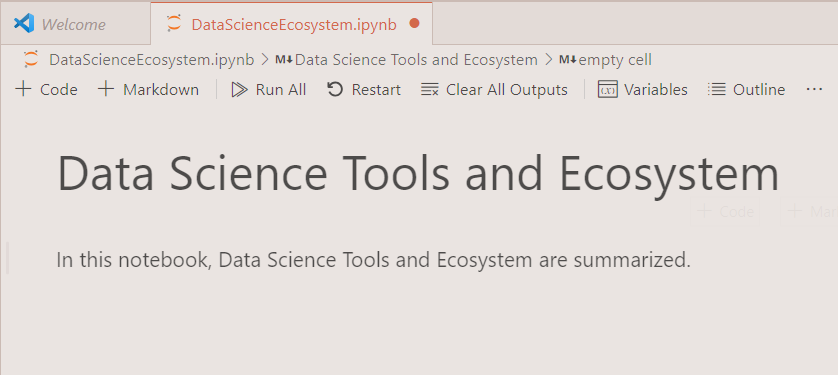 Welcome DataScienceEcosystem.ipynb
DataScienceEcosystem.ipynb > M↓Data Science Tools and Ecosystem > M↓empty cell
+ Code + Markdown Run All Restart Clear All Outputs (x) Variables Outline ...
Data Science Tools and Ecosystem
+ Code + Mar
In this notebook, Data Science Tools and Ecosystem are summarized.